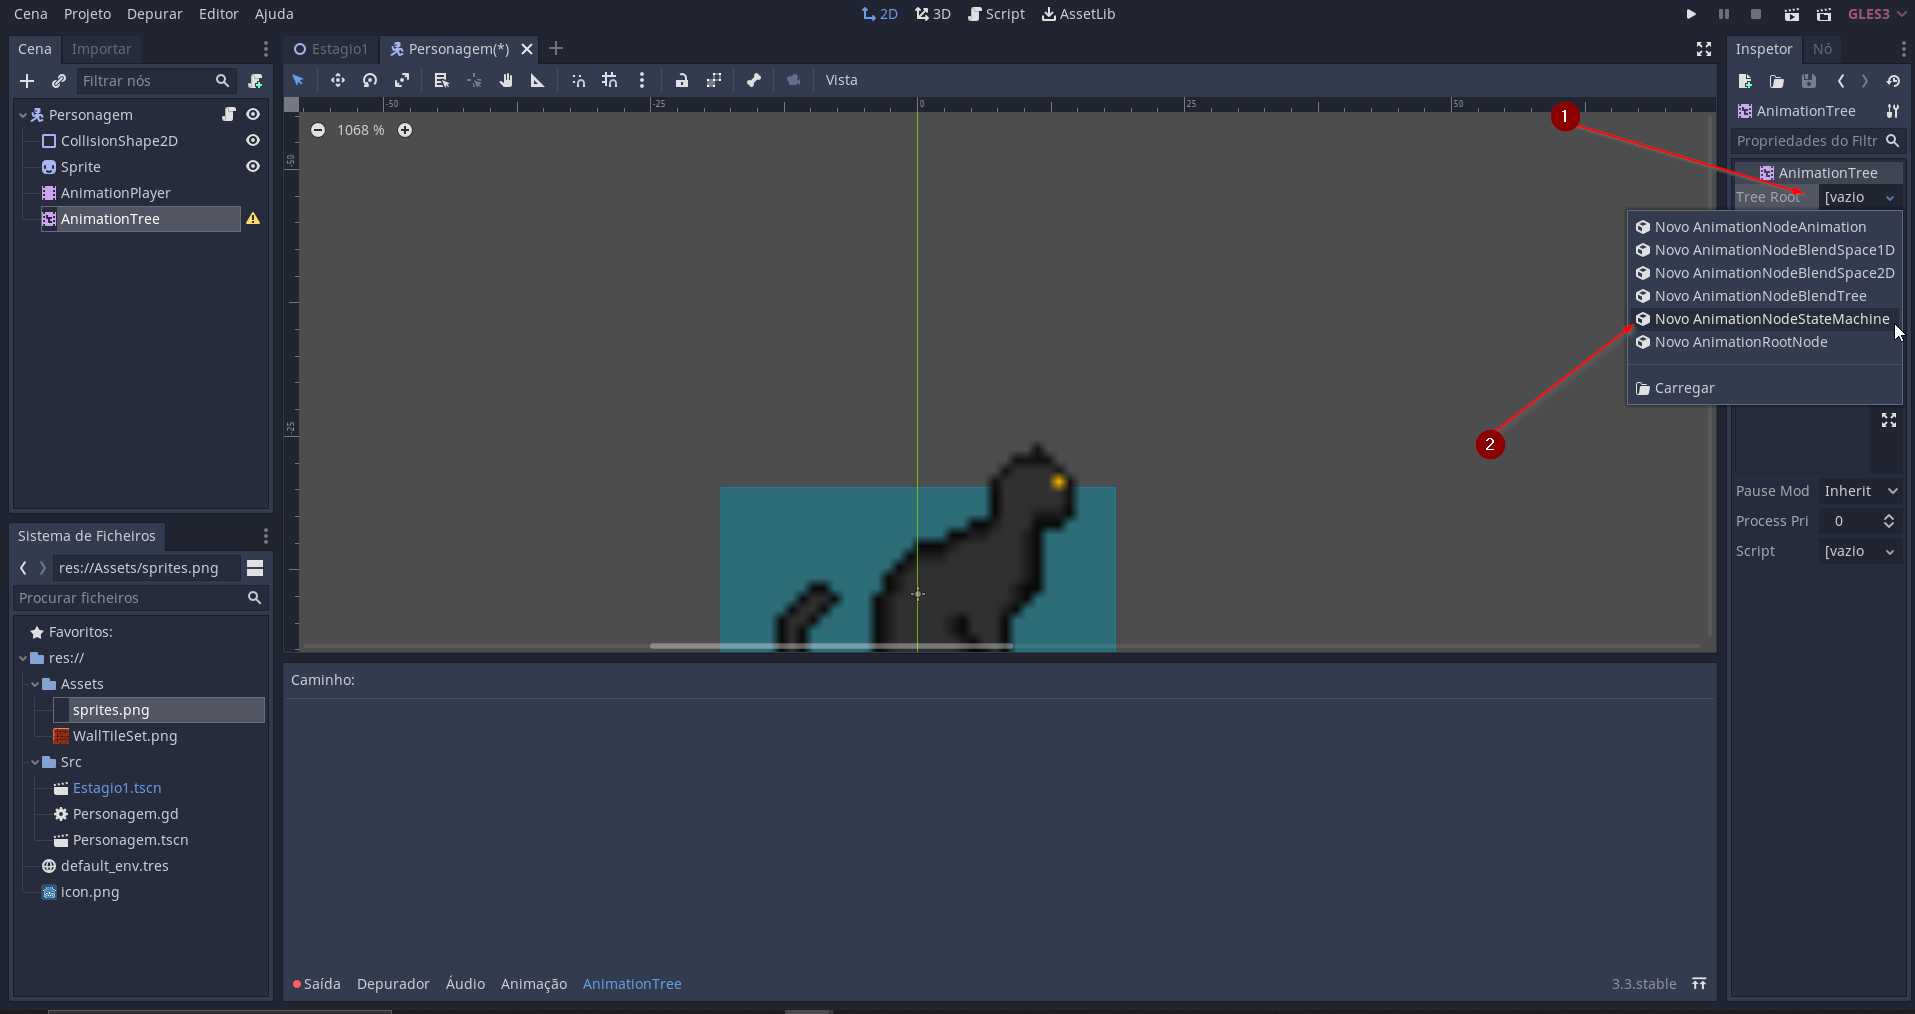 Cena Projeto Depurar Editor Ajuda
2D 3D Script AssetLib
GLES3
Cena Importar
Filtrar nós
Personagem
CollisionShape2D
Sprite
AnimationPlayer
AnimationTree
Sistema de Ficheiros
res://Assets/sprites.png
Procurar ficheiros
Favoritos:
res://
Assets
sprites.png
WallTileSet.png
Src
Estagio1.tscn
Personagem.gd
Personagem.tscn
default_env.tres
icon.png
Estagio1 Personagem(*)
Vista
-50 -25 0 25 50
-50
-25
1068 %
1
2
Caminho:
Saída Depurador Áudio Animação AnimationTree
3.3.stable
Inspetor Nó
AnimationTree
Propriedades do Filtr
AnimationTree
Tree Root [vazio
Novo AnimationNodeAnimation
Novo AnimationNodeBlendSpace1D
Novo AnimationNodeBlendSpace2D
Novo AnimationNodeBlendTree
Novo AnimationNodeStateMachine
Novo AnimationRootNode
Carregar
Pause Mod Inherit
Process Pri 0
Script [vazio